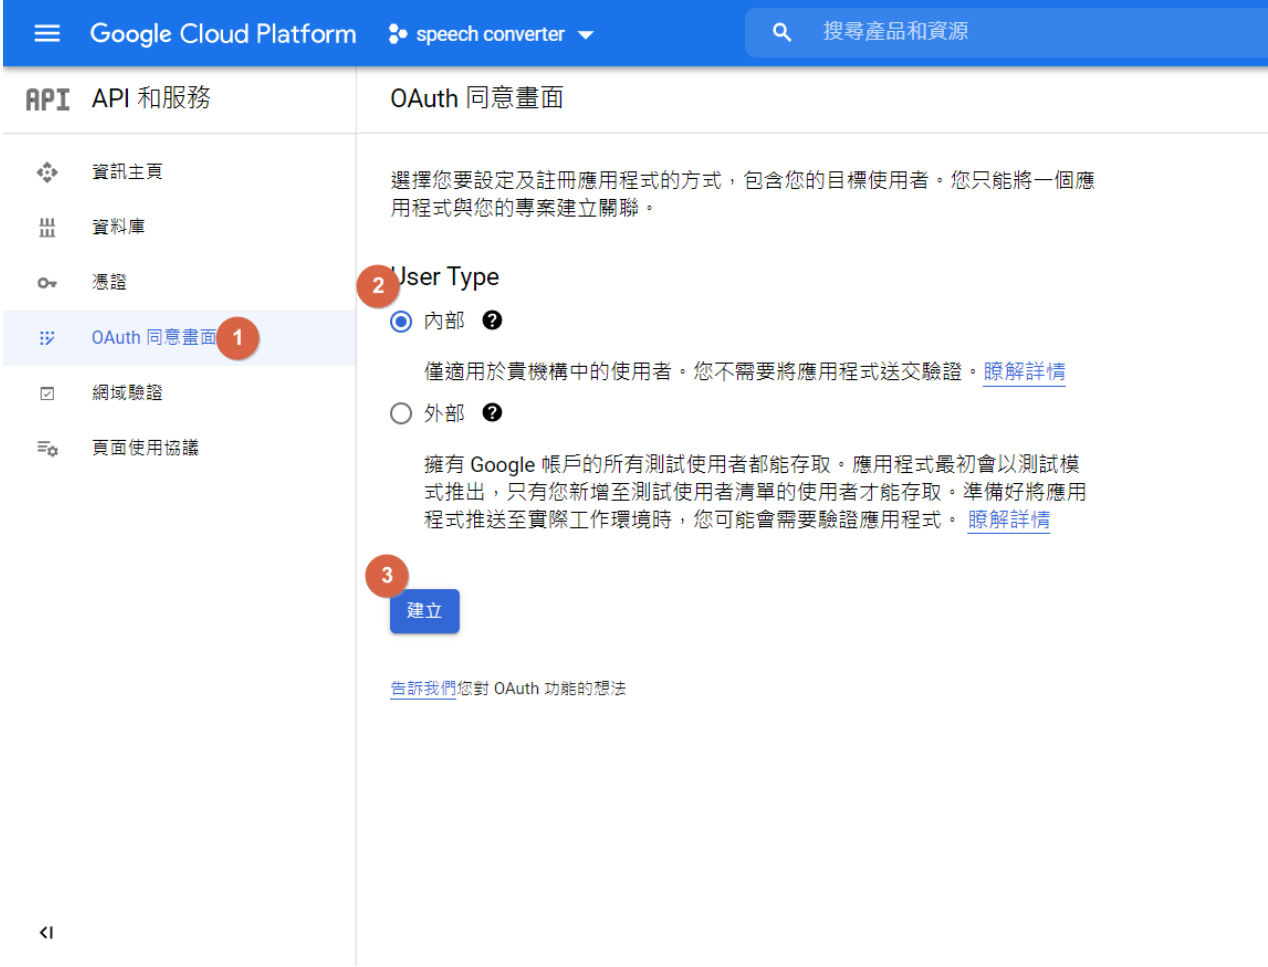 Google Cloud Platform
speech converter
搜尋產品和資源
API
API 和服務
OAuth 同意畫面
資訊主頁
資料庫
憑證
OAuth 同意畫面
1
網域驗證
頁面使用協議
選擇您要設定及註冊應用程式的方式，包含您的目標使用者。您只能將一個應
用程式與您的專案建立關聯。
User Type
2
內部
僅適用於貴機構中的使用者。您不需要將應用程式送交驗證。瞭解詳情
外部
擁有 Google 帳戶的所有測試使用者都能存取。應用程式最初會以測試模
式推出，只有您新增至測試使用者清單的使用者才能存取。準備好將應用
程式推送至實際工作環境時，您可能會需要驗證應用程式。 瞭解詳情
3
建立
告訴我們您對 OAuth 功能的想法